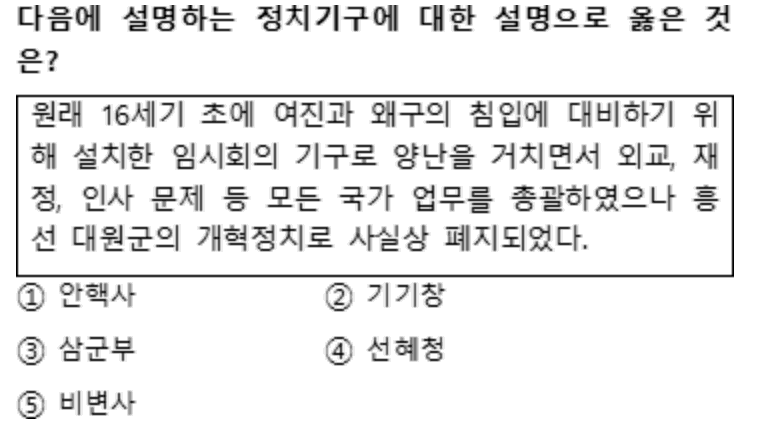 다음에 설명하는 정치기구에 대한 설명으로 옳은 것
은?
원래 16세기 초에 여진과 왜구의 침입에 대비하기 위
해 설치한 임시회의 기구로 양난을 거치면서 외교, 재
정, 인사 문제 등 모든 국가 업무를 총괄하였으나 흥
선 대원군의 개혁정치로 사실상 폐지되었다.
① 안핵사 ② 기기창
③ 삼군부 ④ 선혜청
⑤ 비변사